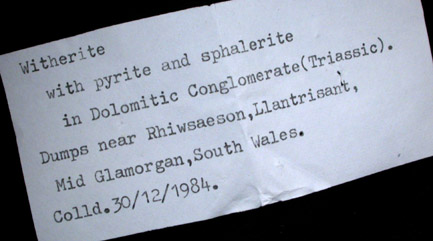 Witherite
with pyrite and sphalerite
in Dolomitic Conglomerate(Triassic).
Dumps near Rhiwsaeson,Llantrisant,
Mid Glamorgan,South Wales.
Colld.30/12/1984.